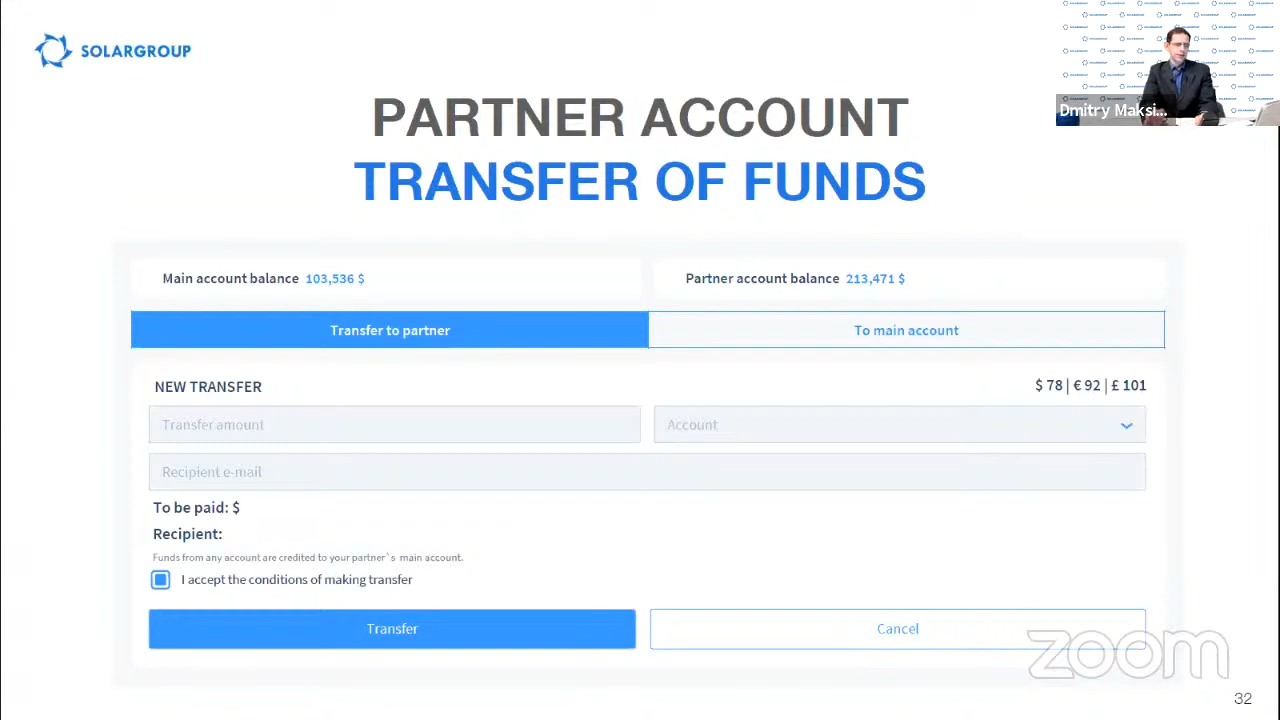 SOLARGROUP
Dmitry Maksi...
PARTNER ACCOUNT
TRANSFER OF FUNDS
Main account balance 103,536 $
Partner account balance 213,471 $
Transfer to partner
To main account
NEW TRANSFER
$ 78 | € 92 | £ 101
Transfer amount
Account
Recipient e-mail
To be paid: $
Recipient:
Funds from any account are credited to your partner`s main account.
I accept the conditions of making transfer
Transfer
Cancel
zoom
32